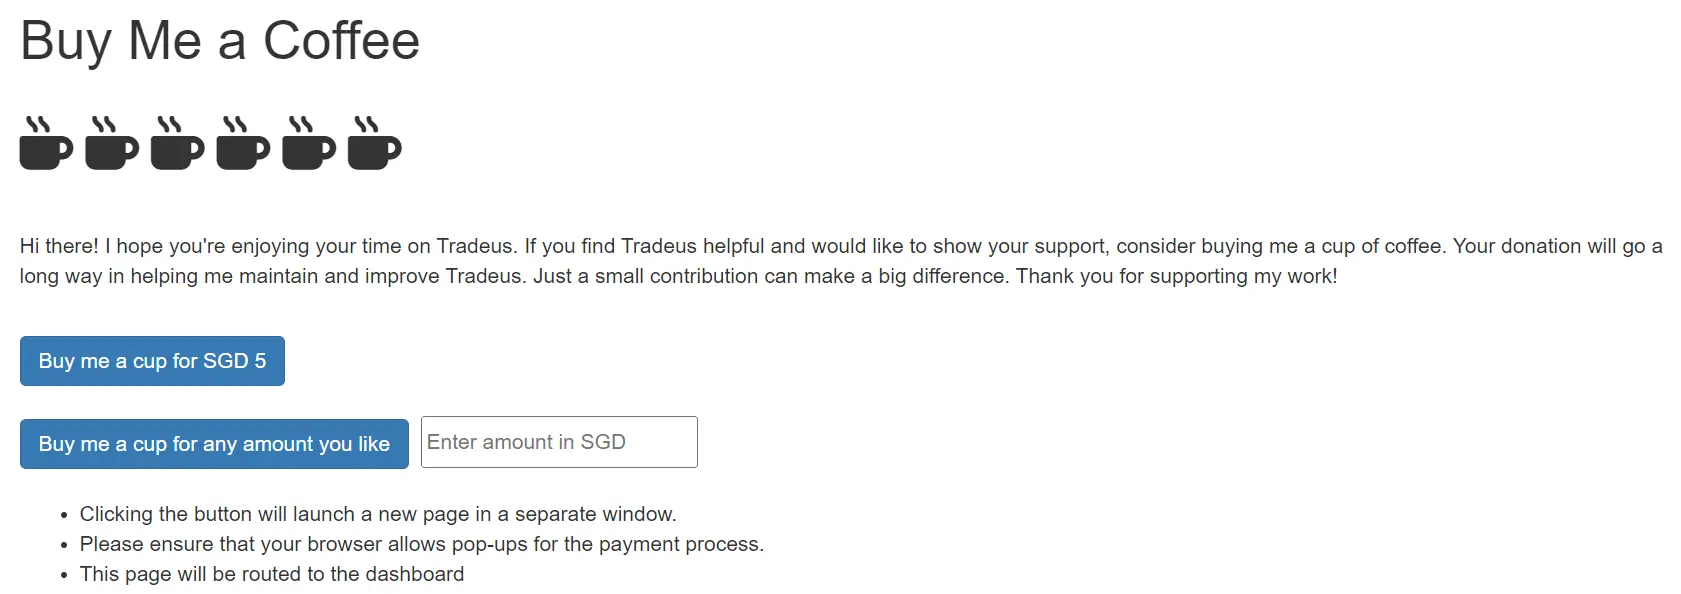 Buy Me a Coffee
Hi there! I hope you're enjoying your time on Tradeus. If you find Tradeus helpful and would like to show your support, consider buying me a cup of coffee. Your donation will go a
long way in helping me maintain and improve Tradeus. Just a small contribution can make a big difference. Thank you for supporting my work!
Buy me a cup for SGD 5
Buy me a cup for any amount you like Enter amount in SGD
• Clicking the button will launch a new page in a separate window.
• Please ensure that your browser allows pop-ups for the payment process.
• This page will be routed to the dashboard